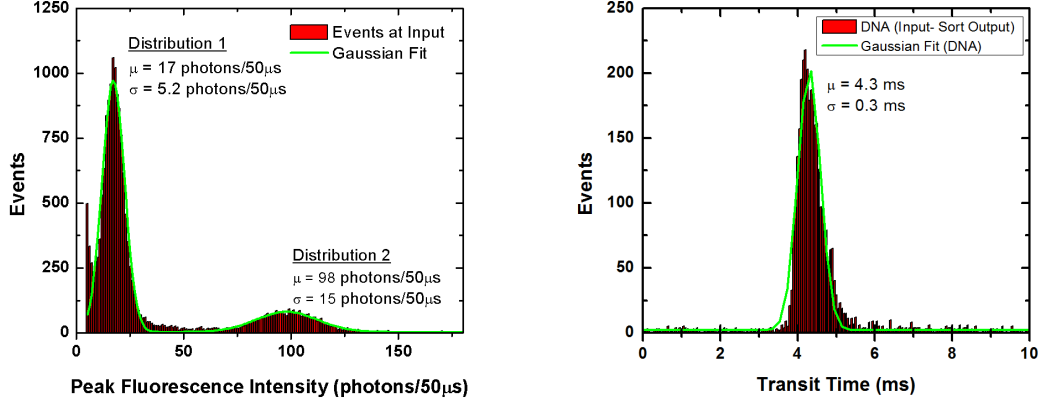 Distribution 1
μ = 17 photons/50μs
σ = 5.2 photons/50μs
Events at Input
Gaussian Fit
Distribution 2
μ = 98 photons/50μs
σ = 15 photons/50μs
1250
1000
750
500
250
0
Events
0 50 100 150
Peak Fluorescence Intensity (photons/50μs)
DNA (Input- Sort Output)
Gaussian Fit (DNA)
μ = 4.3 ms
σ = 0.3 ms
250
200
150
100
50
0
Events
0 2 4 6 8 10
Transit Time (ms)